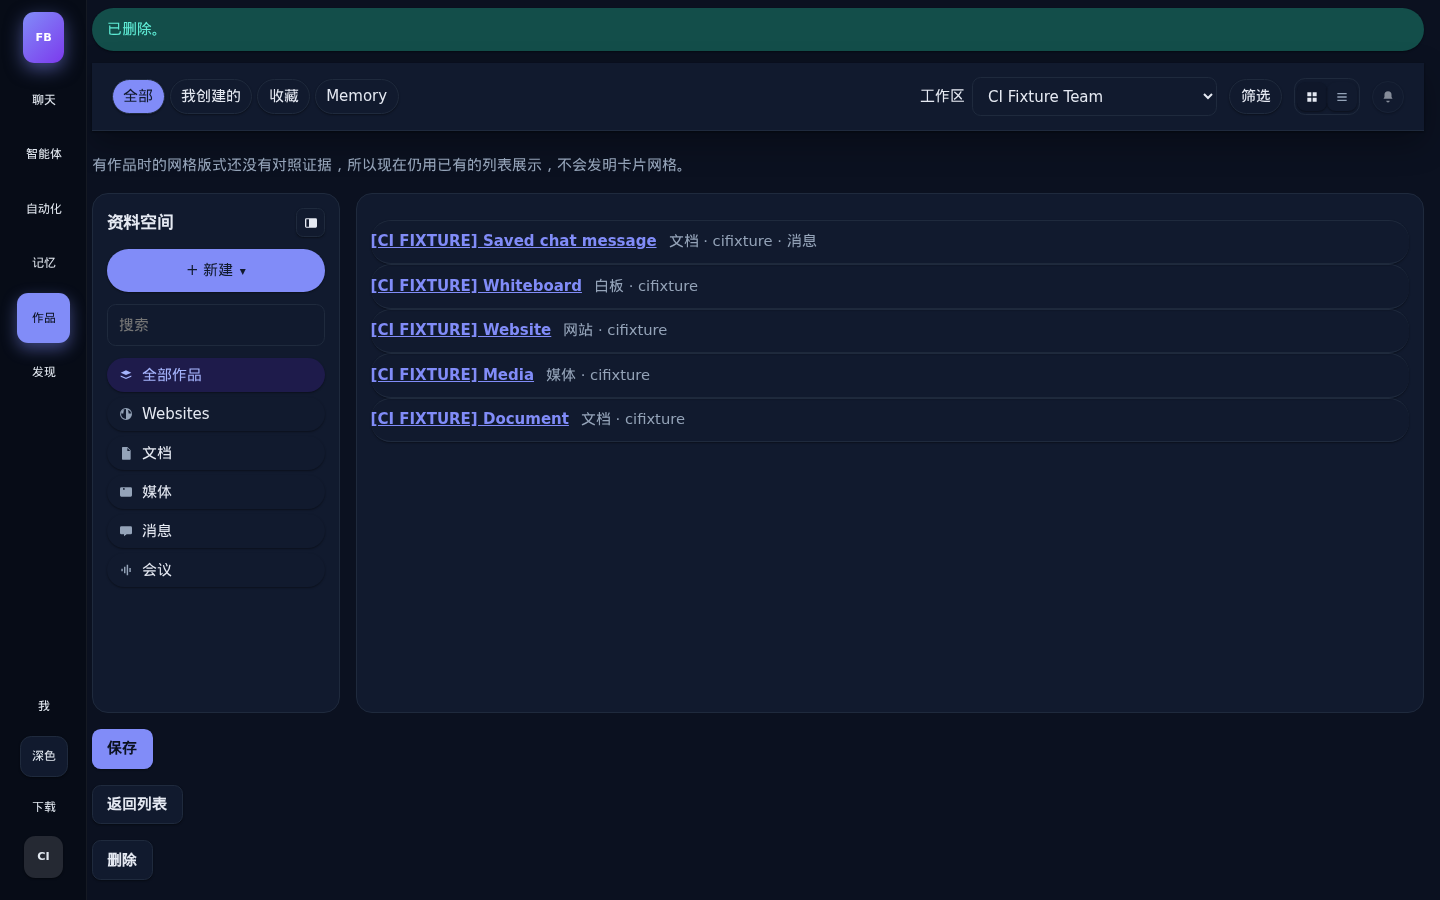 FB
聊天
智能体
自动化
记忆
作品
发现
我
深色
下载
CI
已删除。
全部 我创建的 收藏 Memory 工作区 CI Fixture Team 筛选
有作品时的网格版式还没有对照证据，所以现在仍用已有的列表展示，不会发明卡片网格。
资料空间
+ 新建 ▾
搜索
全部作品
Websites
文档
媒体
消息
会议
[CI FIXTURE] Saved chat message 文档 · cifixture · 消息
[CI FIXTURE] Whiteboard 白板 · cifixture
[CI FIXTURE] Website 网站 · cifixture
[CI FIXTURE] Media 媒体 · cifixture
[CI FIXTURE] Document 文档 · cifixture
保存
返回列表
删除